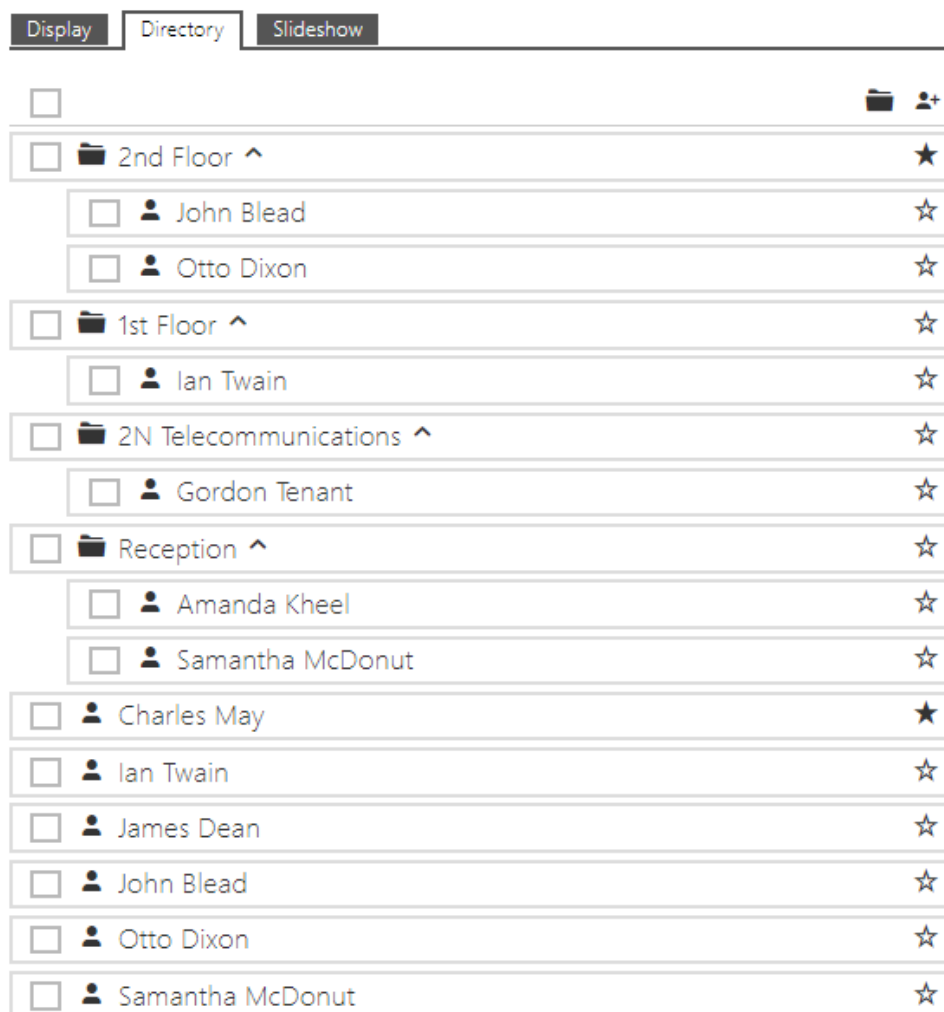 Display Directory Slideshow
2nd Floor
John Blead
Otto Dixon
1st Floor
Ian Twain
2N Telecommunications
Gordon Tenant
Reception
Amanda Kheel
Samantha McDonut
Charles May
Ian Twain
James Dean
John Blead
Otto Dixon
Samantha McDonut